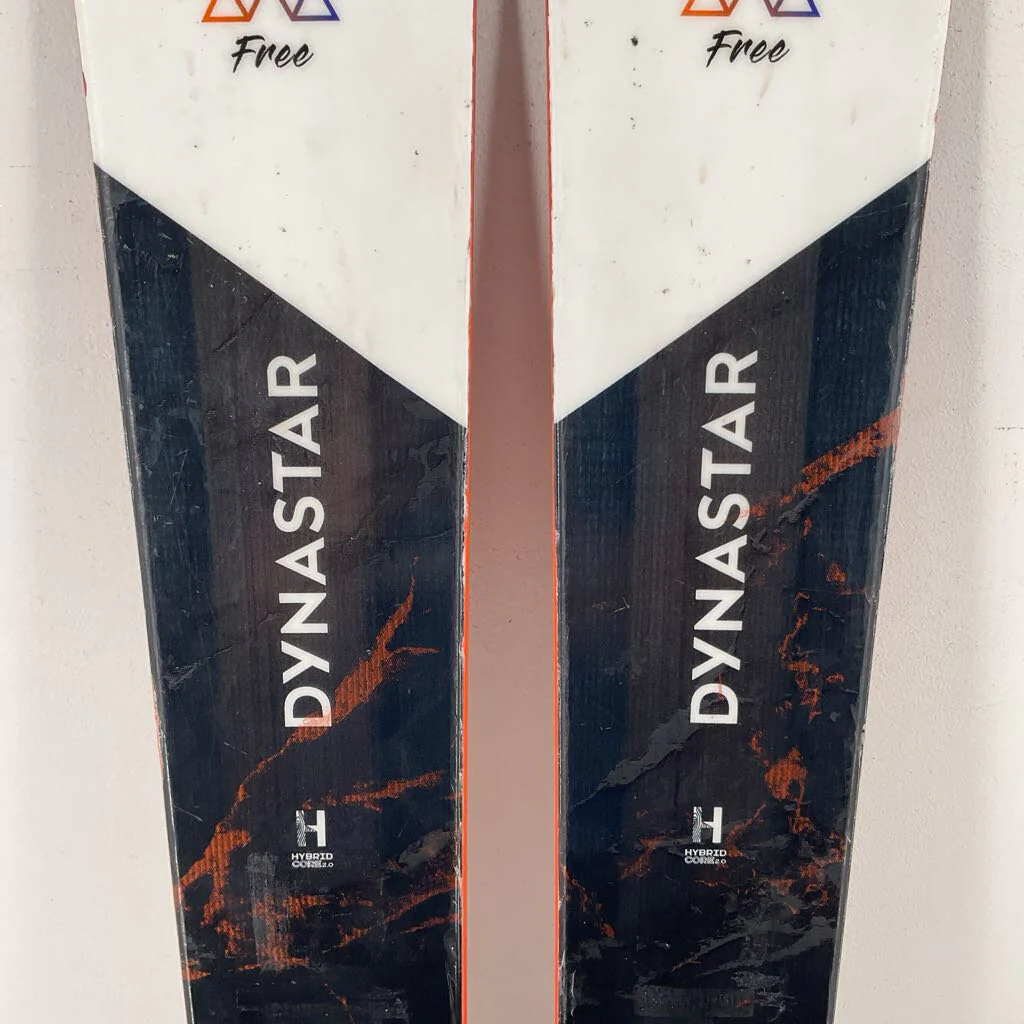 Free
DYNASTAR
H
HYBRID
CORE 2.0
Free
DYNASTAR
H
HYBRID
CORE 2.0